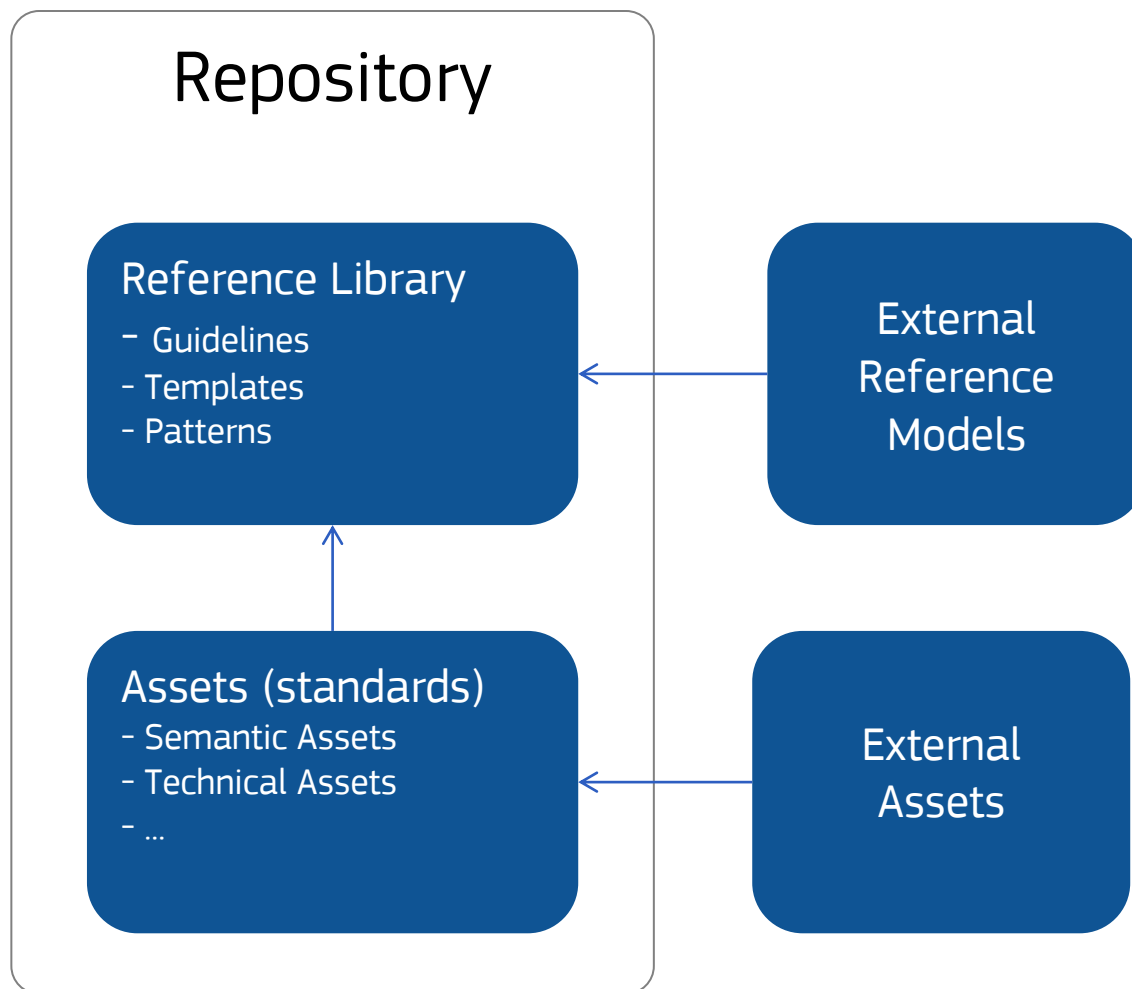 Repository
Reference Library
- Guidelines
- Templates
- Patterns
External
Reference
Models
Assets (standards)
- Semantic Assets
- Technical Assets
- ...
External
Assets